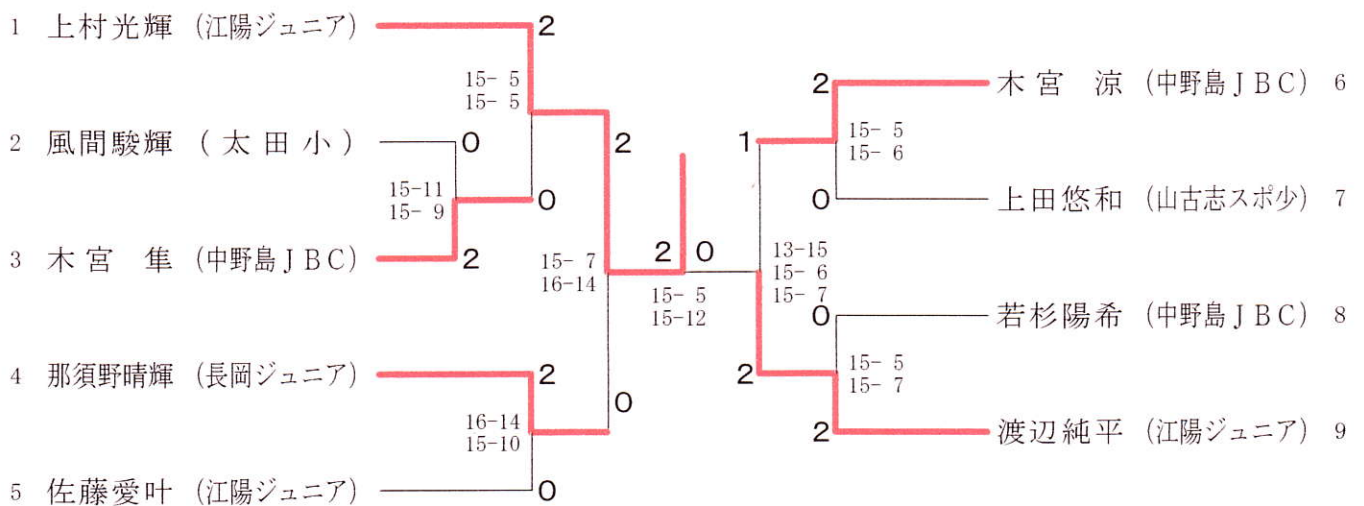 1 上村光輝 (江陽ジュニア) 2
15- 5
15- 5
2 風間駿輝 (太田小) 0
15-11
15- 9
0
3 木宮 隼 (中野島JBC) 2
2
15- 7
16-14
4 那須野晴輝 (長岡ジュニア) 2
16-14
15-10
0
5 佐藤愛叶 (江陽ジュニア) 0
2 0
15- 5
15-12
2 木宮 涼 (中野島JBC) 6
1
15- 5
15- 6
0 上田悠和 (山古志スポ少) 7
13-15
15- 6
15- 7
0 若杉陽希 (中野島JBC) 8
2
15- 5
15- 7
2 渡辺純平 (江陽ジュニア) 9